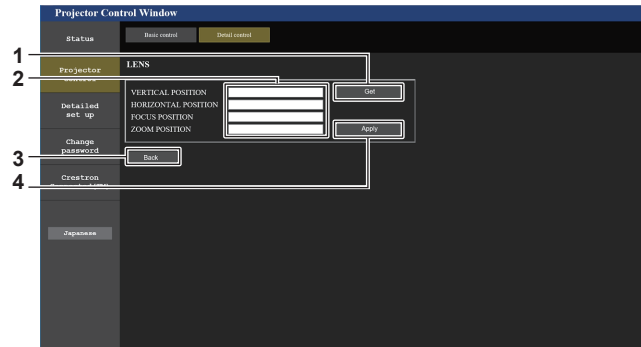 Projector Control Window
Status
Basic control
Detail control
1
2
Projector
LENS
VERTICAL POSITION
Get
HORIZONTAL POSITION
FOCUS POSITION
ZOOM POSITION
Apply
Detailed
set up
Change
password
3
Back
4
Crestron
Japanese